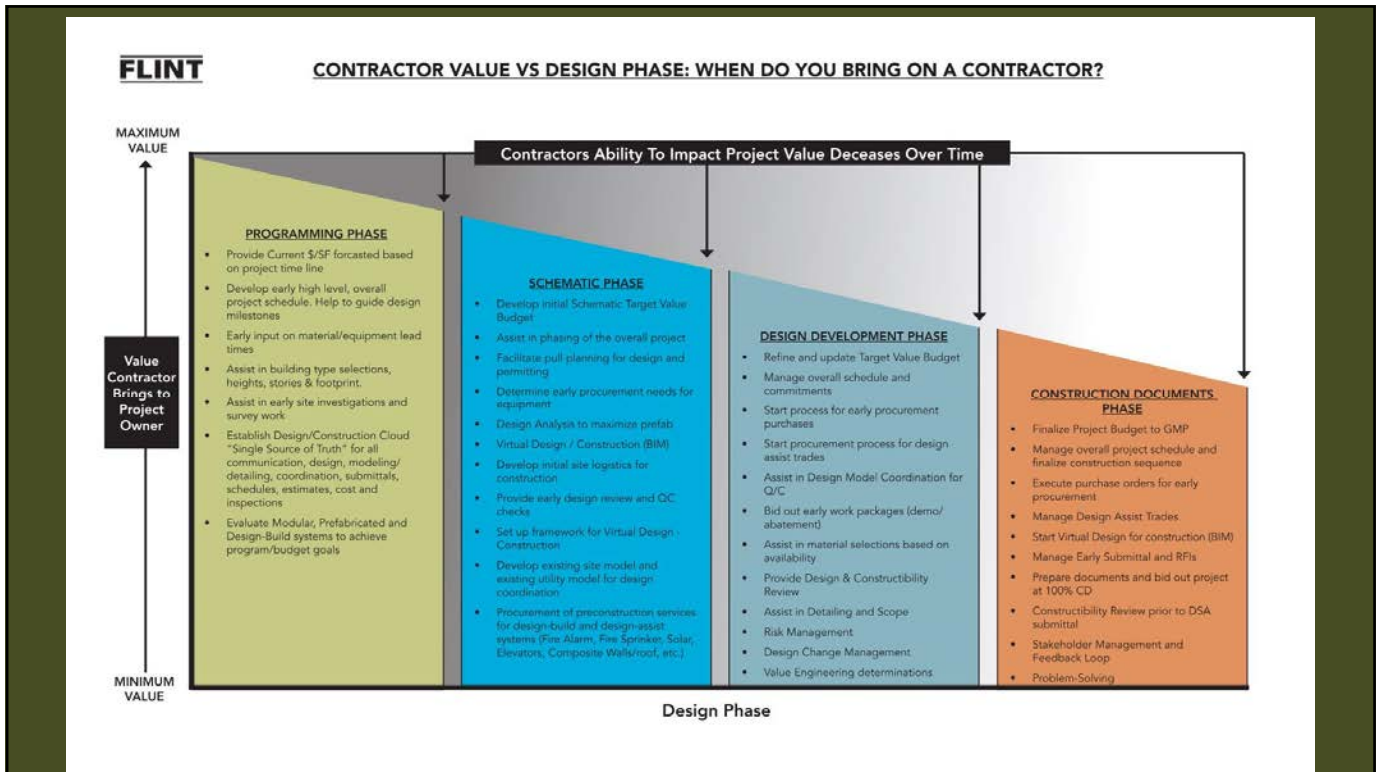 FLINT
CONTRACTOR VALUE VS DESIGN PHASE: WHEN DO YOU BRING ON A CONTRACTOR?
MAXIMUM
VALUE
Contractors Ability To Impact Project Value Deceases Over Time
Value
Contractor
Brings to
Project
Owner
MINIMUM
VALUE
PROGRAMMING PHASE
• Provide Current $/SF forcasted based
on project time line
• Develop early high level, overall
project schedule. Help to guide design
milestones
• Early input on material/equipment lead
times
• Assist in building type selections,
heights, stories & footprint.
• Assist in early site investigations and
survey work
• Establish Design/Construction Cloud
"Single Source of Truth" for all
communication, design, modeling/
detailing, coordination, submittals,
schedules, estimates, cost and
inspections
• Evaluate Modular, Prefabricated and
Design-Build systems to achieve
program/budget goals
SCHEMATIC PHASE
• Develop initial Schematic Target Value
Budget
• Assist in phasing of the overall project
• Facilitate pull planning for design and
permitting
• Determine early procurement needs for
equipment
• Design Analysis to maximize prefab
• Virtual Design / Construction (BIM)
• Develop initial site logistics for
construction
• Provide early design review and QC
checks
• Set up framework for Virtual Design -
Construction
• Develop existing site model and
existing utility model for design
coordination
• Procurement of preconstruction services
for design-build and design-assist
systems (Fire Alarm, Fire Sprinker, Solar,
Elevators, Composite Walls/roof, etc.)
DESIGN DEVELOPMENT PHASE
• Refine and update Target Value Budget
• Manage overall schedule and
commitments
• Start process for early procurement
purchases
• Start procurement process for design
assist trades
• Assist in Design Model Coordination for
Q/C
• Bid out early work packages (demo/
abatement)
• Assist in material selections based on
availability
• Provide Design & Constructibility
Review
• Assist in Detailing and Scope
• Risk Management
• Design Change Management
• Value Engineering determinations
CONSTRUCTION DOCUMENTS
PHASE
• Finalize Project Budget to GMP
• Manage overall project schedule and
finalize construction sequence
• Execute purchase orders for early
procurement
• Manage Design Assist Trades
• Start Virtual Design for construction (BIM)
• Manage Early Submittal and RFIs
• Prepare documents and bid out project
at 100% CD
• Constructibility Review prior to DSA
submittal
• Stakeholder Management and
Feedback Loop
• Problem-Solving
Design Phase